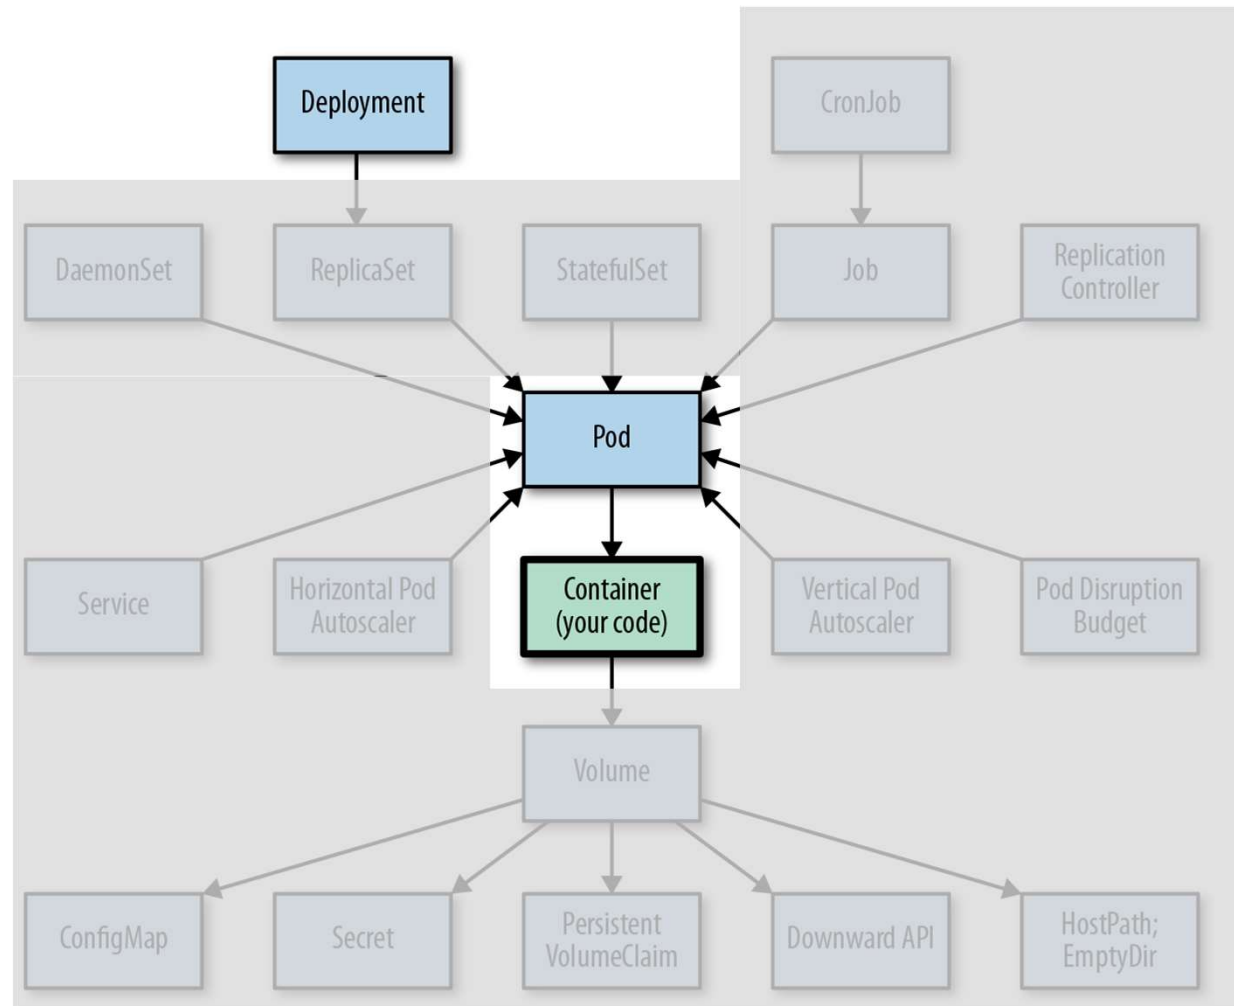 Deployment
CronJob
DaemonSet
ReplicaSet
StatefulSet
Job
Replication
Controller
Pod
Service
Horizontal Pod
Autoscaler
Container
(your code)
Vertical Pod
Autoscaler
Pod Disruption
Budget
Volume
ConfigMap
Secret
Persistent
VolumeClaim
Downward API
HostPath;
EmptyDir